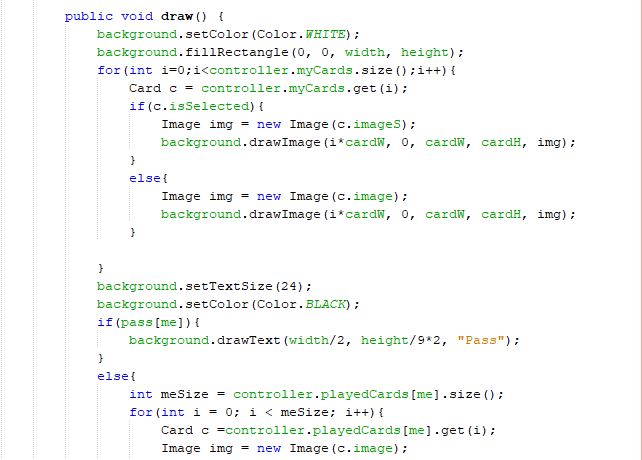 public void draw() {
    background.setColor(Color.WHITE);
    background.fillRectangle(0, 0, width, height);
    for(int i=0;i<controller.myCards.size();i++){
        Card c = controller.myCards.get(i);
        if(c.isSelected){
            Image img = new Image(c.imageS);
            background.drawImage(i*cardW, 0, cardW, cardH, img);
        }
        else{
            Image img = new Image(c.image);
            background.drawImage(i*cardW, 0, cardW, cardH, img);
        }

    }
    background.setTextSize(24);
    background.setColor(Color.BLACK);
    if(pass[me]){
        background.drawText(width/2, height/9*2, "Pass");
    }
    else{
        int meSize = controller.playedCards[me].size();
        for(int i = 0; i < meSize; i++){
            Card c =controller.playedCards[me].get(i);
            Image img = new Image(c.image);